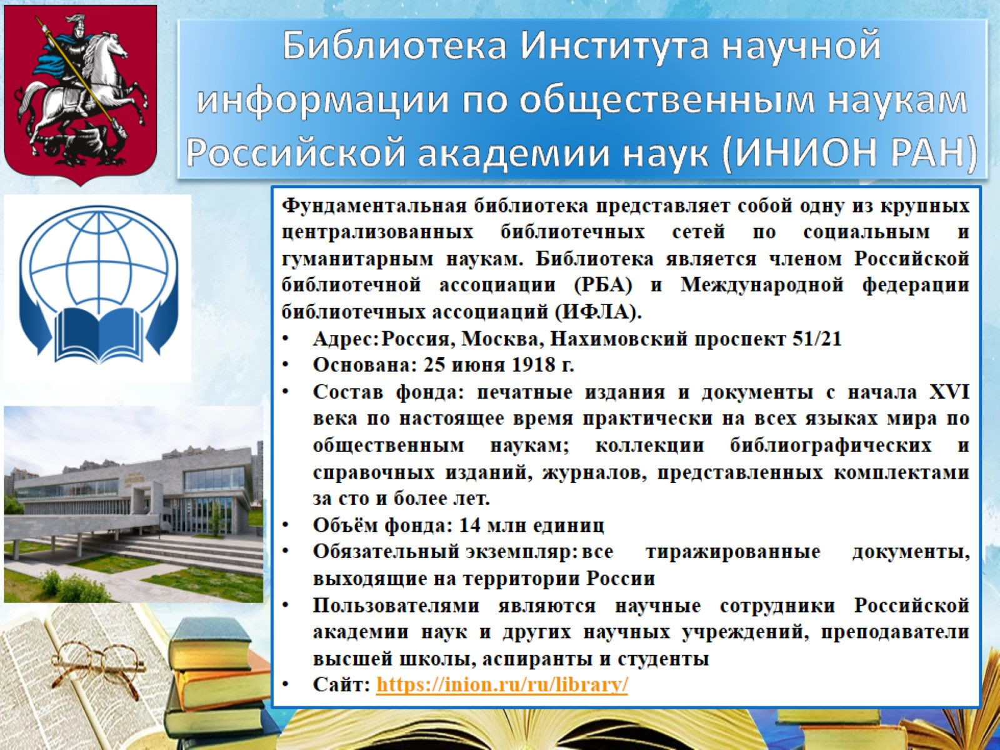 Библиотека Института научной
информации по общественным наукам
Российской академии наук (ИНИОН РАН)
Фундаментальная библиотека представляет собой одну из крупных
централизованных библиотечных сетей по социальным и
гуманитарным наукам. Библиотека является членом Российской
библиотечной ассоциации (РБА) и Международной федерации
библиотечных ассоциаций (ИФЛА).
• Адрес: Россия, Москва, Нахимовский проспект 51/21
• Основана: 25 июня 1918 г.
• Состав фонда: печатные издания и документы с начала XVI
века по настоящее время практически на всех языках мира по
общественным наукам; коллекции библиографических и
справочных изданий, журналов, представленных комплектами
за сто и более лет.
• Объём фонда: 14 млн единиц
• Обязательный экземпляр: все тиражированные документы,
выходящие на территории России
• Пользователями являются научные сотрудники Российской
академии наук и других научных учреждений, преподаватели
высшей школы, аспиранты и студенты
• Сайт: https://inion.ru/ru/library/